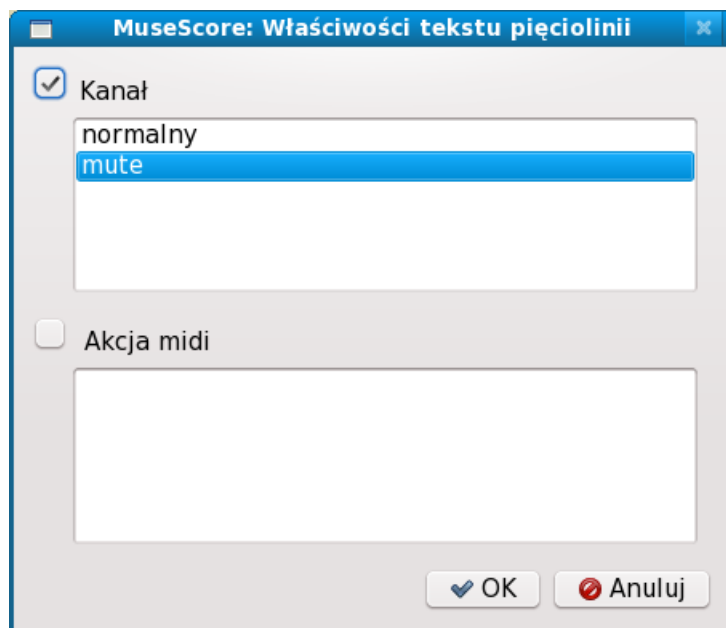 MuseScore: Właściwości tekstu pięciolinii
Kanał
normalny
mute
Akcja midi
OK
Anuluj